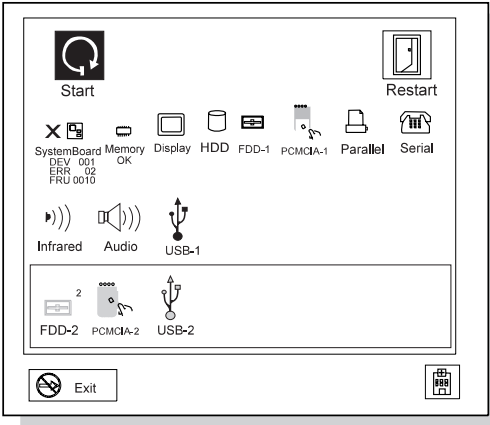 Start
Restart
SystemBoard
DEV 001
ERR 02
FRU 0010
Memory
OK
Display
HDD
FDD-1
PCMCIA-1
Parallel
Serial
Infrared
Audio
USB-1
2
FDD-2
PCMCIA-2
USB-2
Exit